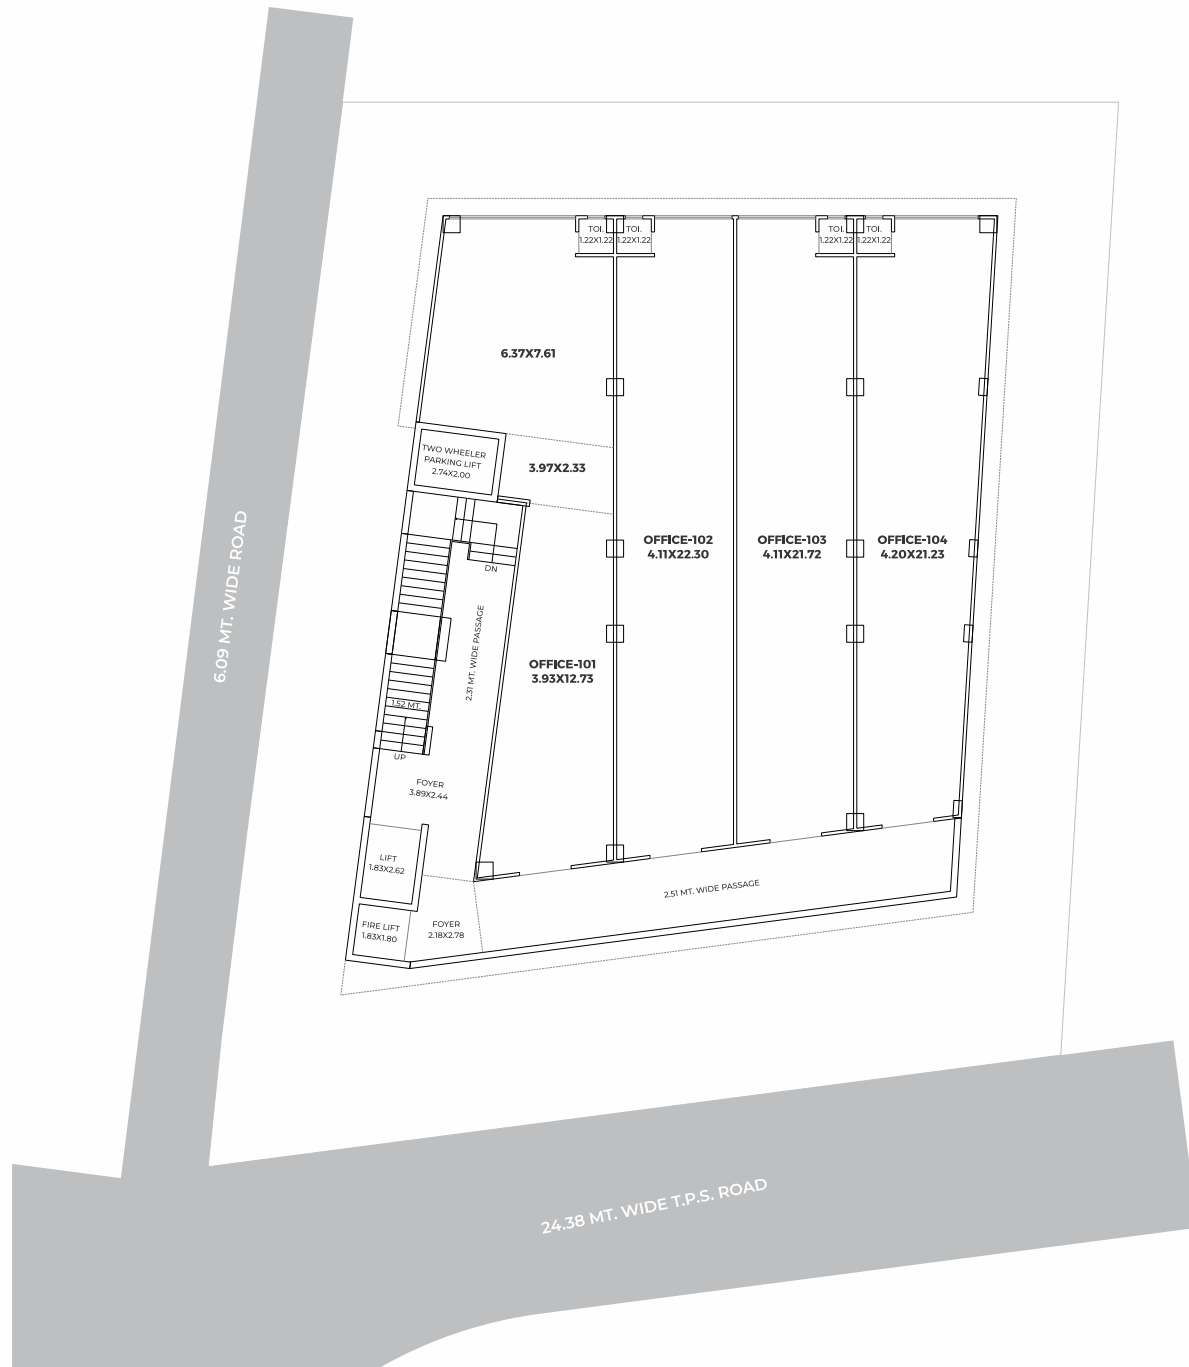 TOI.
1.22X1.22
TOI.
1.22X1.22
TOI.
1.22X1.22
TOI.
1.22X1.22
6.37X7.61
TWO WHEELER
PARKING LIFT
2.74X2.00
3.97X2.33
OFFICE-102
4.11X22.30
OFFICE-103
4.11X21.72
OFFICE-104
4.20X21.23
DN
6.09 MT. WIDE ROAD
2.31 MT. WIDE PASSAGE
OFFICE-101
3.93X12.73
1.52 MT.
UP
FOYER
3.89X2.44
LIFT
1.83X2.62
2.51 MT. WIDE PASSAGE
FIRE LIFT
1.83X1.80
FOYER
2.18X2.78
24.38 MT. WIDE T.P.S. ROAD